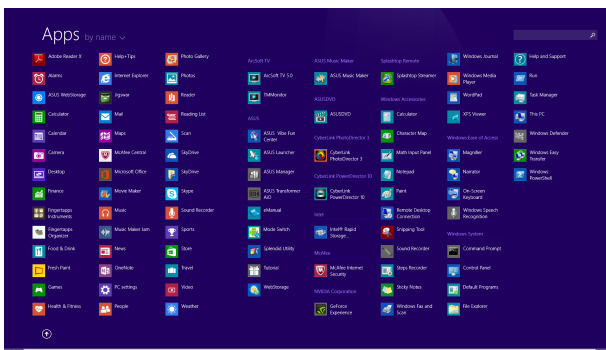 Apps by name
Adobe Reader X
Alarms
ASUS WebStorage
Calculator
Calendar
Camera
Desktop
Finance
Fingertapps
Instruments
Fingertapps
Organizer
Food & Drink
Fresh Paint
Games
Health & Fitness
Help+Tips
Internet Explorer
Jigswar
Mail
Maps
McAfee Central
Microsoft Office
Movie Maker
Music
Music Maker Jam
News
OneNote
PC settings
People
Photo Gallery
Photos
Reader
Reading List
Scan
SkyDrive
SkyDrive
Skype
Sound Recorder
Sports
Store
Travel
Video
Weather
ArcSoft TV
ArcSoft TV 5.0
TMMonitor
ASUS
ASUS Vibe Fun
Center
ASUS Launcher
ASUS Manager
ASUS Transformer
AiO
eManual
Mode Switch
Splendid Utility
Tutorial
WebStorage
ASUS Music Maker
ASUS Music Maker
ASUSDVD
ASUSDVD
CyberLink PhotoDirector 3
CyberLink
PhotoDirector 3
CyberLink PowerDirector 10
CyberLink
PowerDirector 10
Intel
Intel® Rapid
Storage...
McAfee
McAfee Internet
Security
NVIDIA Corporation
GeForce
Experience
Splashtop Remote
Splashtop Streamer
Windows Accessories
Calculator
Character Map
Math Input Panel
Notepad
Paint
Remote Desktop
Connection
Snipping Tool
Sound Recorder
Steps Recorder
Sticky Notes
Windows Fax and
Scan
Windows Journal
Windows Media
Player
WordPad
XPS Viewer
Windows Ease of Access
Magnifier
Narrator
On-Screen
Keyboard
Windows Speech
Recognition
Windows System
Command Prompt
Control Panel
Default Programs
File Explorer
Help and Support
Run
Task Manager
This PC
Windows Defender
Windows Easy
Transfer
Windows
PowerShell